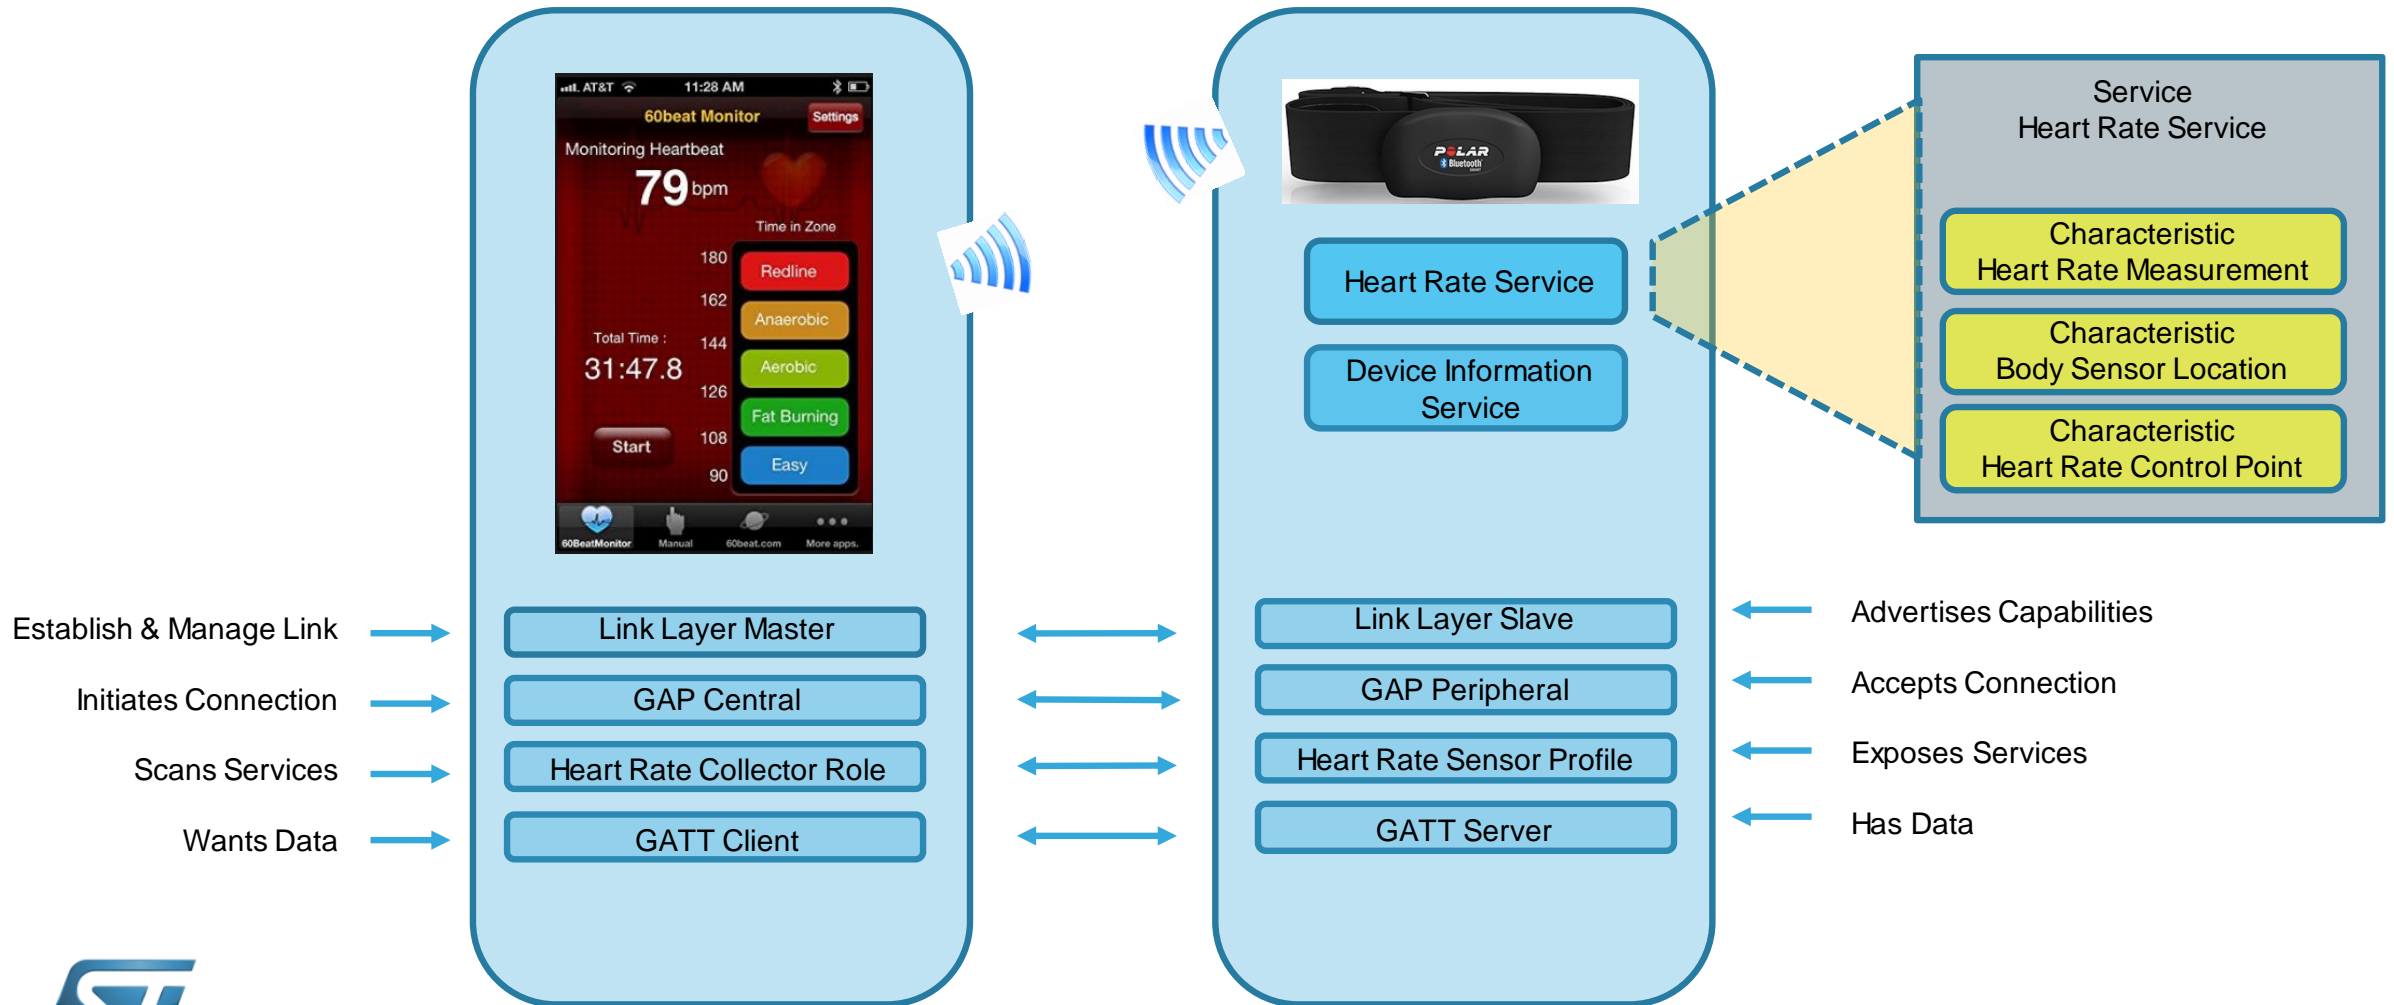 AT&T
11:28 AM
60beat Monitor
Settings
Monitoring Heartbeat
79 bpm
Time in Zone
180
Redline
162
Anaerobic
Total Time :
144
31:47.8
Aerobic
126
Fat Burning
108
Start
Easy
90
60BeatMonitor
Manual
60beat.com
More apps.
POLAR
Bluetoong
SMART
Heart Rate Service
Device Information
Service
Service
Heart Rate Service
Characteristic
Heart Rate Measurement
Characteristic
Body Sensor Location
Characteristic
Heart Rate Control Point
Establish & Manage Link
Link Layer Master
Link Layer Slave
Advertises Capabilities
Initiates Connection
GAP Central
GAP Peripheral
Accepts Connection
Scans Services
Heart Rate Collector Role
Heart Rate Sensor Profile
Exposes Services
Wants Data
GATT Client
GATT Server
Has Data